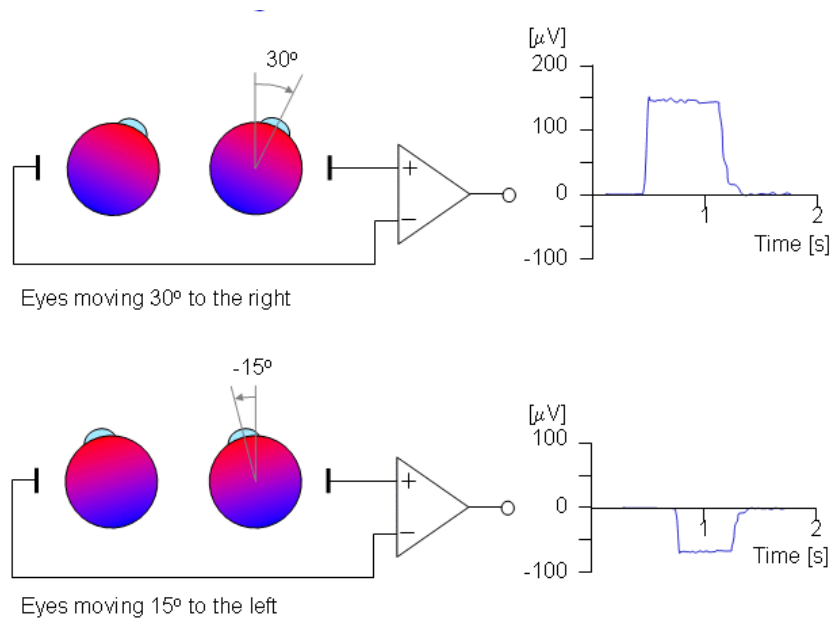 30º
[μV]
200
100
0
-100
1
2
Time [s]
+
−
Eyes moving 30º to the right
-15º
[μV]
100
0
-100
1
2
Time [s]
+
−
Eyes moving 15º to the left